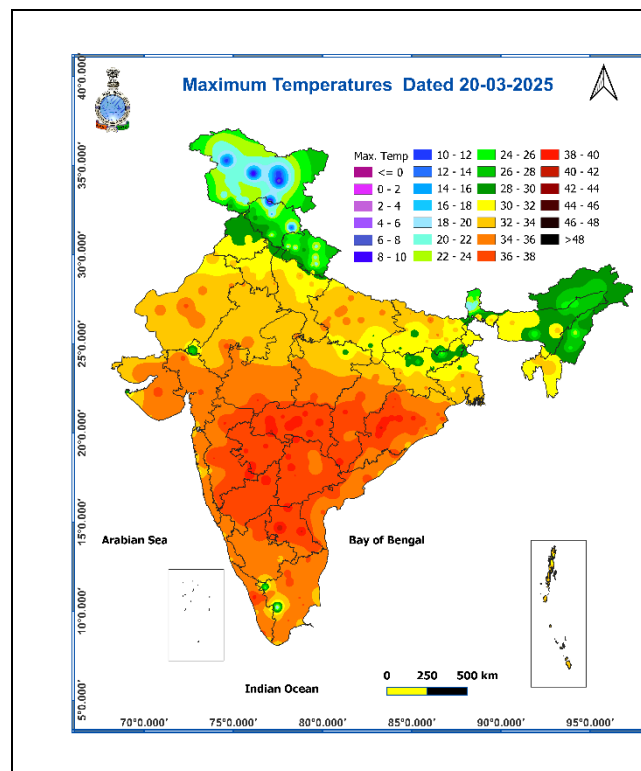 Maximum Temperatures Dated 20-03-2025
40°0.000'
35°0.000'
30°0.000'
25°0.000'
20°0.000'
15°0.000'
10°0.000'
5°0.000'
Max. Temp
<= 0
0 - 2
2 - 4
4 - 6
6 - 8
8 - 10
10 - 12
12 - 14
14 - 16
16 - 18
18 - 20
20 - 22
22 - 24
24 - 26
26 - 28
28 - 30
30 - 32
32 - 34
34 - 36
36 - 38
38 - 40
40 - 42
42 - 44
44 - 46
46 - 48
>48
Arabian Sea
Bay of Bengal
Indian Ocean
0 250 500 km
70°0.000' 75°0.000' 80°0.000' 85°0.000' 90°0.000' 95°0.000'